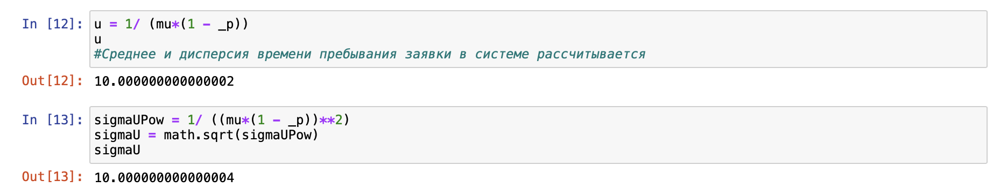 In [12]: u = 1/ (mu*(1 - _p))
u
#Среднее и дисперсия времени пребывания заявки в системе рассчитывается
Out[12]: 10.000000000000002
In [13]: sigmaUPow = 1/ ((mu*(1 - _p))**2)
sigmaU = math.sqrt(sigmaUPow)
sigmaU
Out[13]: 10.000000000000004